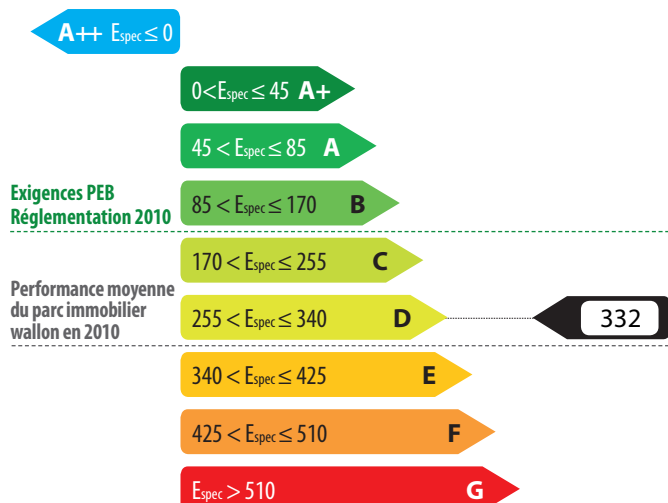 A++ Espec ≤ 0
0<Espec ≤ 45 A+
45 < Espec ≤ 85 A
Exigences PEB
Réglementation 2010
85 < Espec ≤ 170 B
170 < Espec ≤ 255 C
Performance moyenne
du parc immobilier
wallon en 2010
255 < Espec ≤ 340 D
332
340 < Espec ≤ 425 E
425 < Espec ≤ 510 F
Espec > 510 G